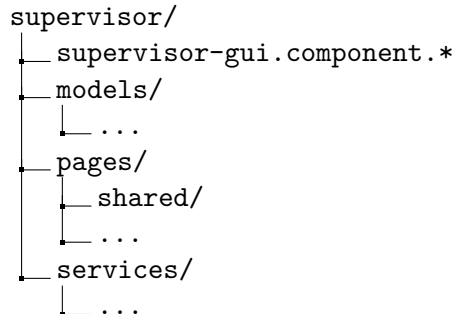 supervisor/
supervisor-gui.component.*
models/
...
pages/
shared/
...
services/
...